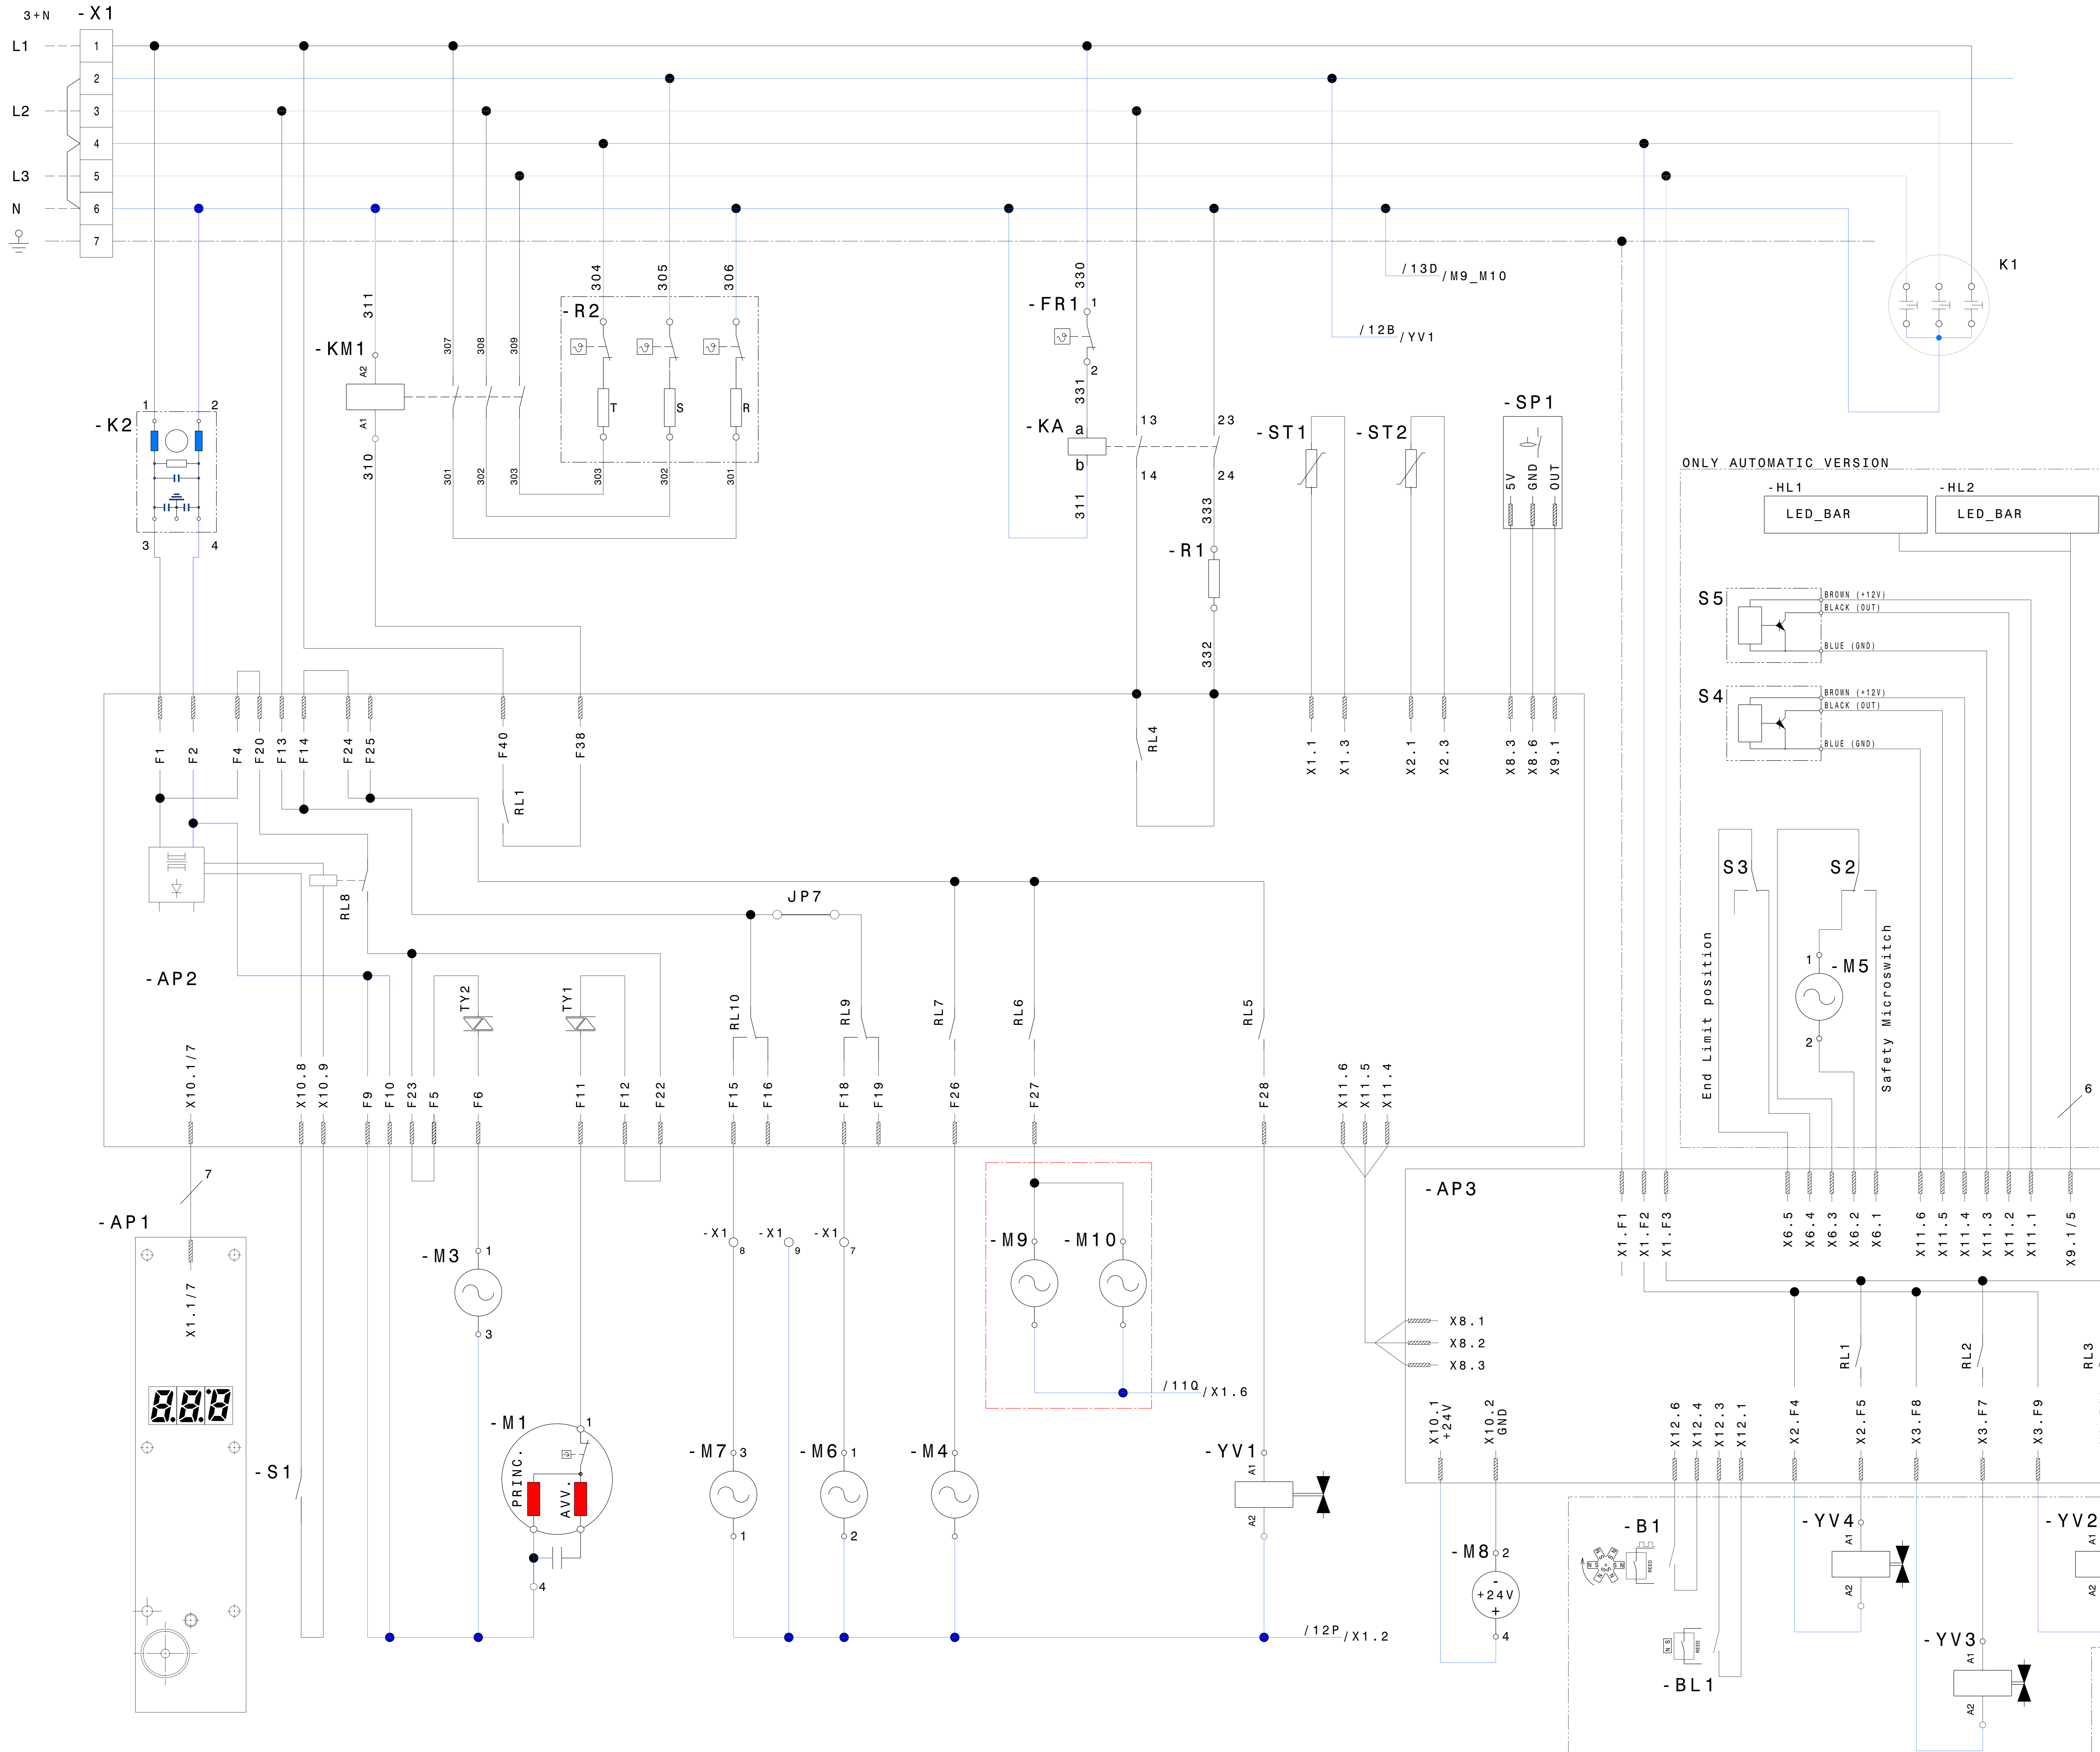 3+N -X1
L1 1
2
L2 3
4
L3 5
N 6
7
K1
/13D /M9_M10
/12B /YV1
304 305 306
311
330
-R2
-FR1 1
2
-KM1
A2
A1
307 308 309
T S R
310
301 302 303
303 302 301
331
-KA a
b
311
13 23
14 24
333
-R1
332
-K2
1 2
3 4
-ST1 -ST2
-SP1
5V GND OUT
ONLY AUTOMATIC VERSION
-HL1 -HL2
LED_BAR LED_BAR
S5
BROWN (+12V)
BLACK (OUT)
BLUE (GND)
S4
BROWN (+12V)
BLACK (OUT)
BLUE (GND)
F1 F2 F4 F20 F13 F14 F24 F25 F40 F38
RL4
X1.1 X1.3 X2.1 X2.3 X8.3 X8.6 X9.1
RL1
RL8
JP7
S3 S2
End Limit position
Safety Microswitch
1 -M5
2
6
-AP2
TY2 TY1 RL10 RL9 RL7 RL6 RL5
X10.1/7 X10.8 X10.9 F9 F10 F23 F5 F6 F11 F12 F22 F15 F16 F18 F19 F26 F27 F28 X11.6 X11.5 X11.4
7
-AP1
X1.1/7
8.8.8
-AP3
X1.F1 X1.F2 X1.F3 X6.5 X6.4 X6.3 X6.2 X6.1 X11.6 X11.5 X11.4 X11.3 X11.2 X11.1 X9.1/5
-X1 8
-X1 9
-X1 7
-M3 1
3
-M9 -M10
X8.1
X8.2
X8.3
RL1 RL2 RL3
/11Q /X1.6
X10.1
+24V
X10.2
GND
X12.6 X12.4 X12.3 X12.1 X2.F4 X2.F5 X3.F8 X3.F7 X3.F9
-S1
-M1 1
PRINC.
AVV.
4
-M7 3
1
-M6 1
2
-M4
-YV1
A1
A2
-M8 2
-
+24V
+
4
/12P /X1.2
-B1
N S
S N
REED
-BL1
N S
REED
-YV4
A1
A2
-YV3
A1
A2
-YV2
A1
A2